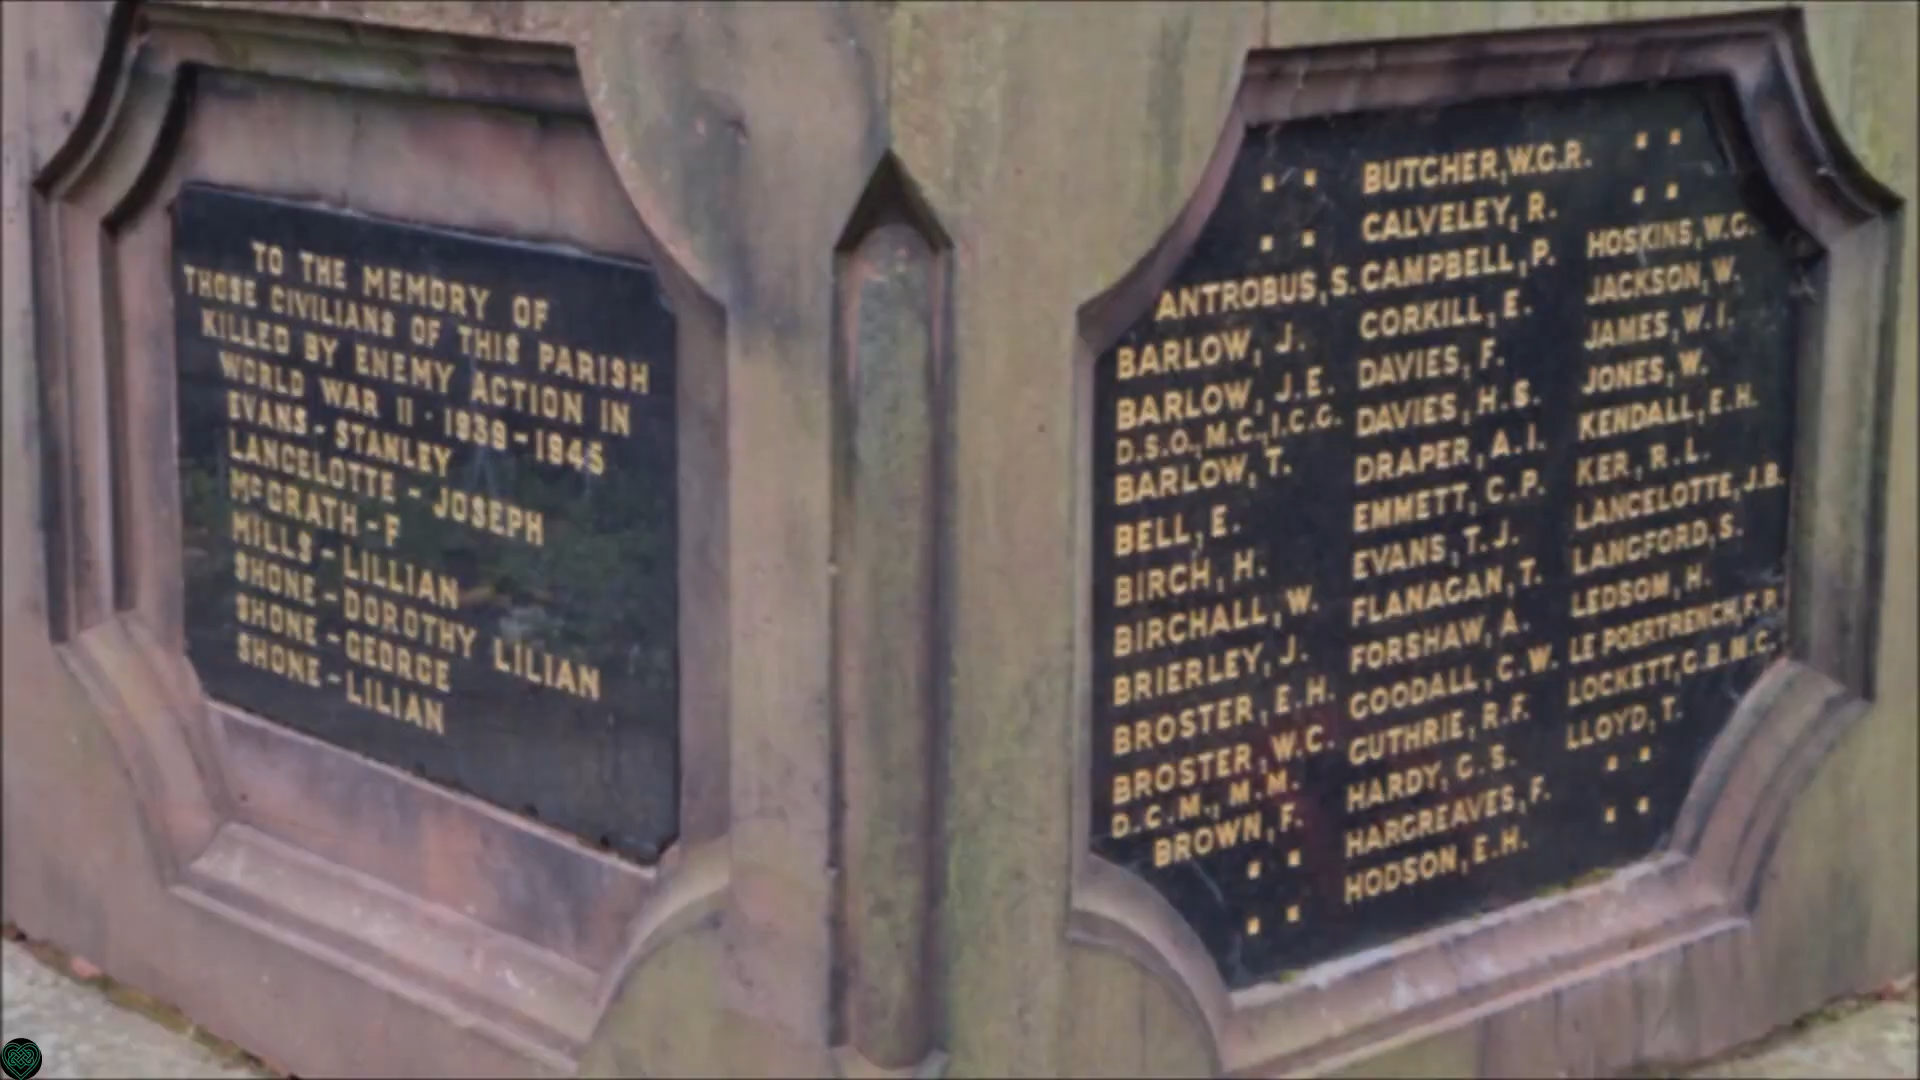 TO THE MEMORY OF
THOSE CIVILIANS OF THIS PARISH
KILLED BY ENEMY ACTION IN
WORLD WAR II · 1939-1945
EVANS - STANLEY
LANCELOTTE - JOSEPH
McGRATH - F
MILLS - LILLIAN
SHONE - DOROTHY LILIAN
SHONE - GEORGE
SHONE - LILIAN
ANTROBUS, S.
BARLOW, J.
BARLOW, J.E.
D.S.O., M.C., I.C.G.
BARLOW, T.
BELL, E.
BIRCH, H.
BIRCHALL, W.
BRIERLEY, J.
BROSTER, E.H.
BROSTER, W.C.
D.C.M., M.M.
BROWN, F.
BUTCHER, W.G.R.
CALVELEY, R.
CAMPBELL, P.
CORKILL, E.
DAVIES, F.
DAVIES, H.S.
DRAPER, A.I.
EMMETT, C.P.
EVANS, T.J.
FLANAGAN, T.
FORSHAW, A.
GOODALL, C.W.
GUTHRIE, R.F.
HARDY, G.S.
HARGREAVES, F.
HODSON, E.H.
HOSKINS, W.G.
JACKSON, W.
JAMES, W.I.
JONES, W.
KENDALL, E.H.
KER, R.L.
LANCELOTTE, J.B.
LANGFORD, S.
LEDSOM, H.
LE POERTRENCH, F.P.
LOCKETT, G.B. M.C.
LLOYD, T.